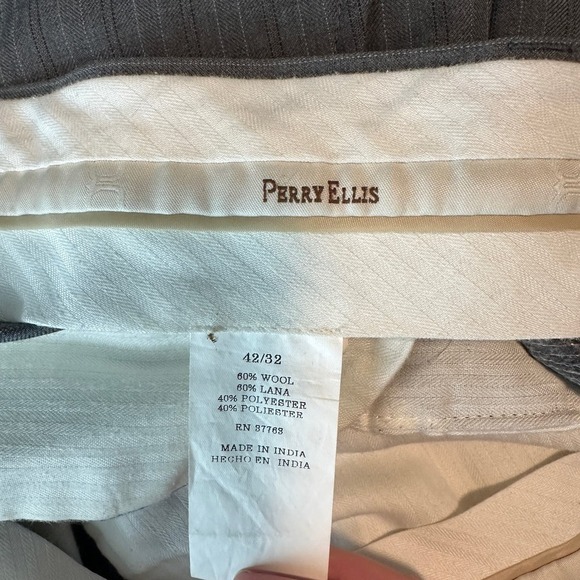 PERRY ELLIS
42/32
60% WOOL
60% LANA
40% POLYESTER
40% POLIESTER
RN 37763
MADE IN INDIA
HECHO EN INDIA